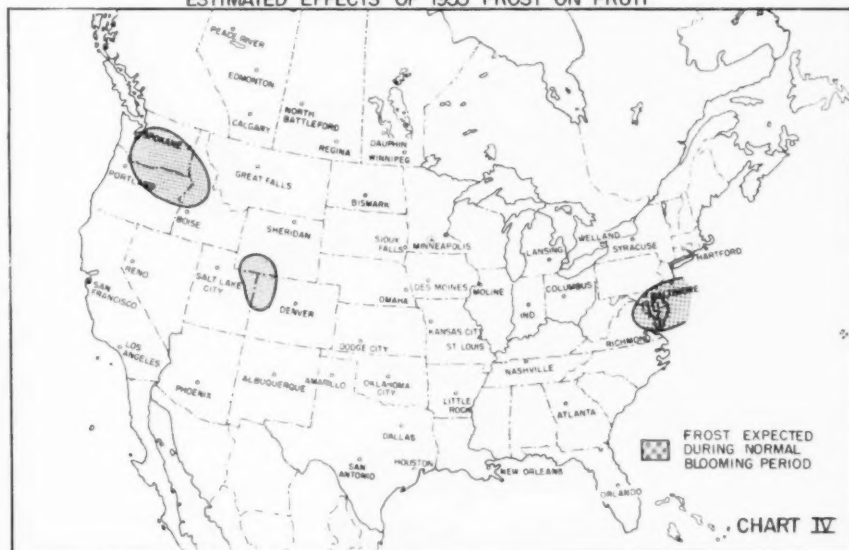 ESTIMATED EFFECTS OF 1955 FROST ON FRUIT
PEACE RIVER
EDMONTON
CALGARY
NORTH
BATTLEFORD
REGINA
DAUPHIN
WINNIPEG
SPOKANE
PORTLAND
GREAT FALLS
BOISE
BISMARK
SHERIDAN
SIOUX
FALLS
MINNEAPOLIS
LANSING
WELLAND
SYRACUSE
HARTFORD
RENO
SAN
FRANCISCO
SALT LAKE
CITY
DENVER
OMAHA
DES MOINES
MOLINE
IND.
COLUMBUS
BALTIMORE
RICHMOND
LOS
ANGELES
DODGE CITY
KANSAS CITY
ST. LOUIS
NASHVILLE
PHOENIX
ALBUQUERQUE
AMARILLO
OKLAHOMA
CITY
LITTLE
ROCK
ATLANTA
DALLAS
SAN
ANTONIO
HOUSTON
NEW ORLEANS
ORLANDO
FROST EXPECTED
DURING NORMAL
BLOOMING PERIOD
CHART IV